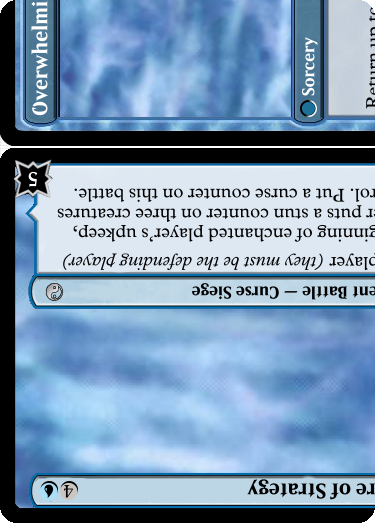 Overwhelmi
Sorcery
Return up to
re of Strategy 4
ent Battle — Curse Siege
player (they must be the defending player)
ginning of enchanted player's upkeep,
er puts a stun counter on three creatures
rol. Put a curse counter on this battle.
5